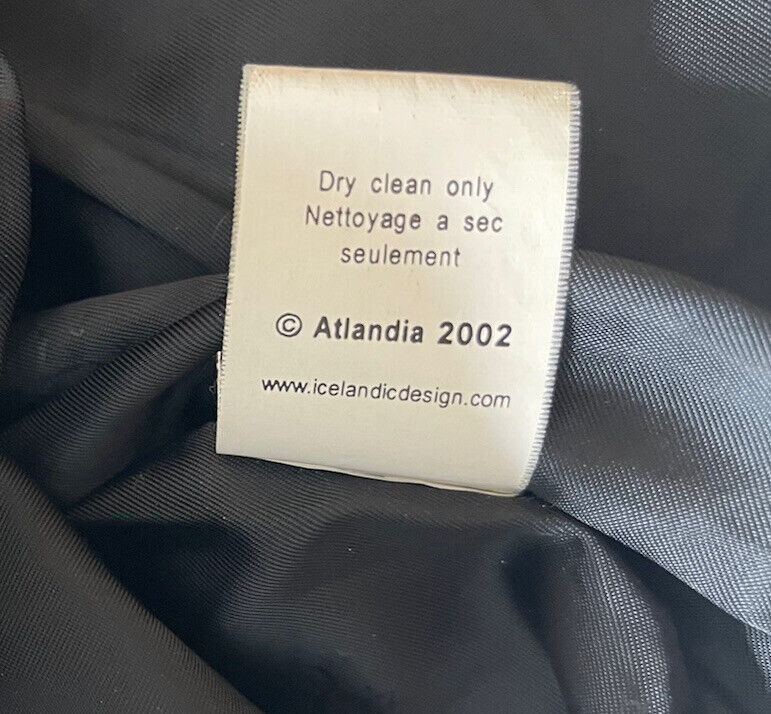 Dry clean only
Nettoyage a sec
seulement
© Atlandia 2002
www.icelandicdesign.com